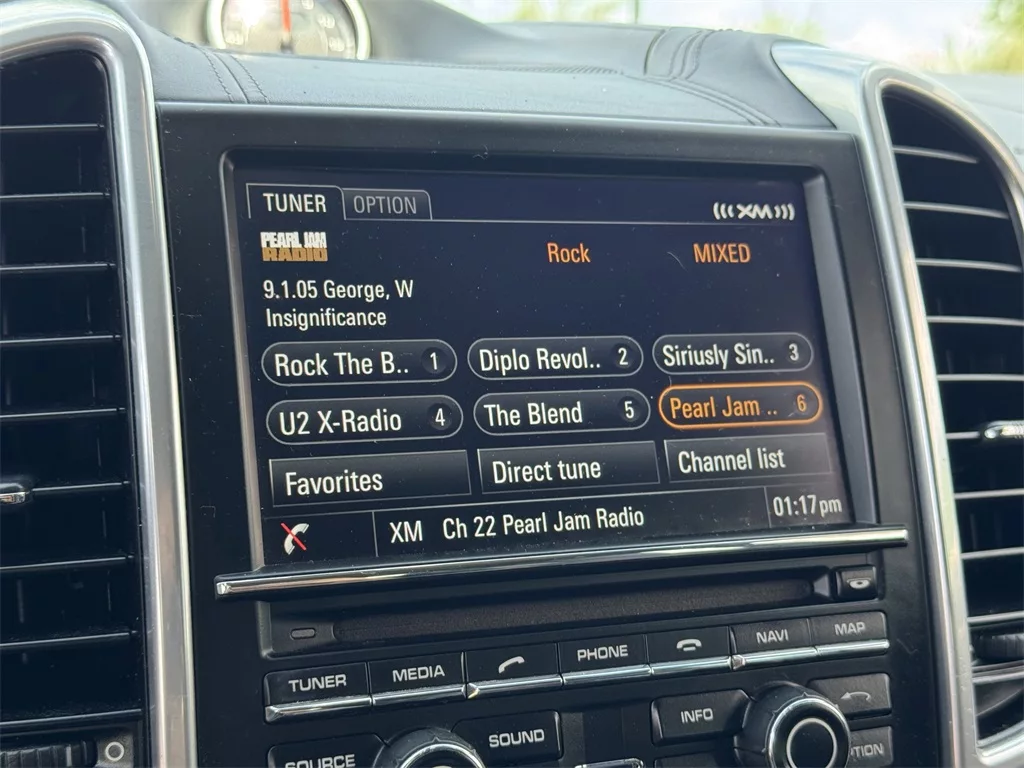 TUNER OPTION
(((XM)))
PEARL JAM
RADIO
Rock MIXED
9.1.05 George, W
Insignificance
Rock The B.. 1 Diplo Revol.. 2 Siriusly Sin.. 3
U2 X-Radio 4 The Blend 5 Pearl Jam .. 6
Favorites Direct tune Channel list
XM Ch 22 Pearl Jam Radio 01:17pm
TUNER MEDIA PHONE NAVI MAP
INFO
SOURCE SOUND